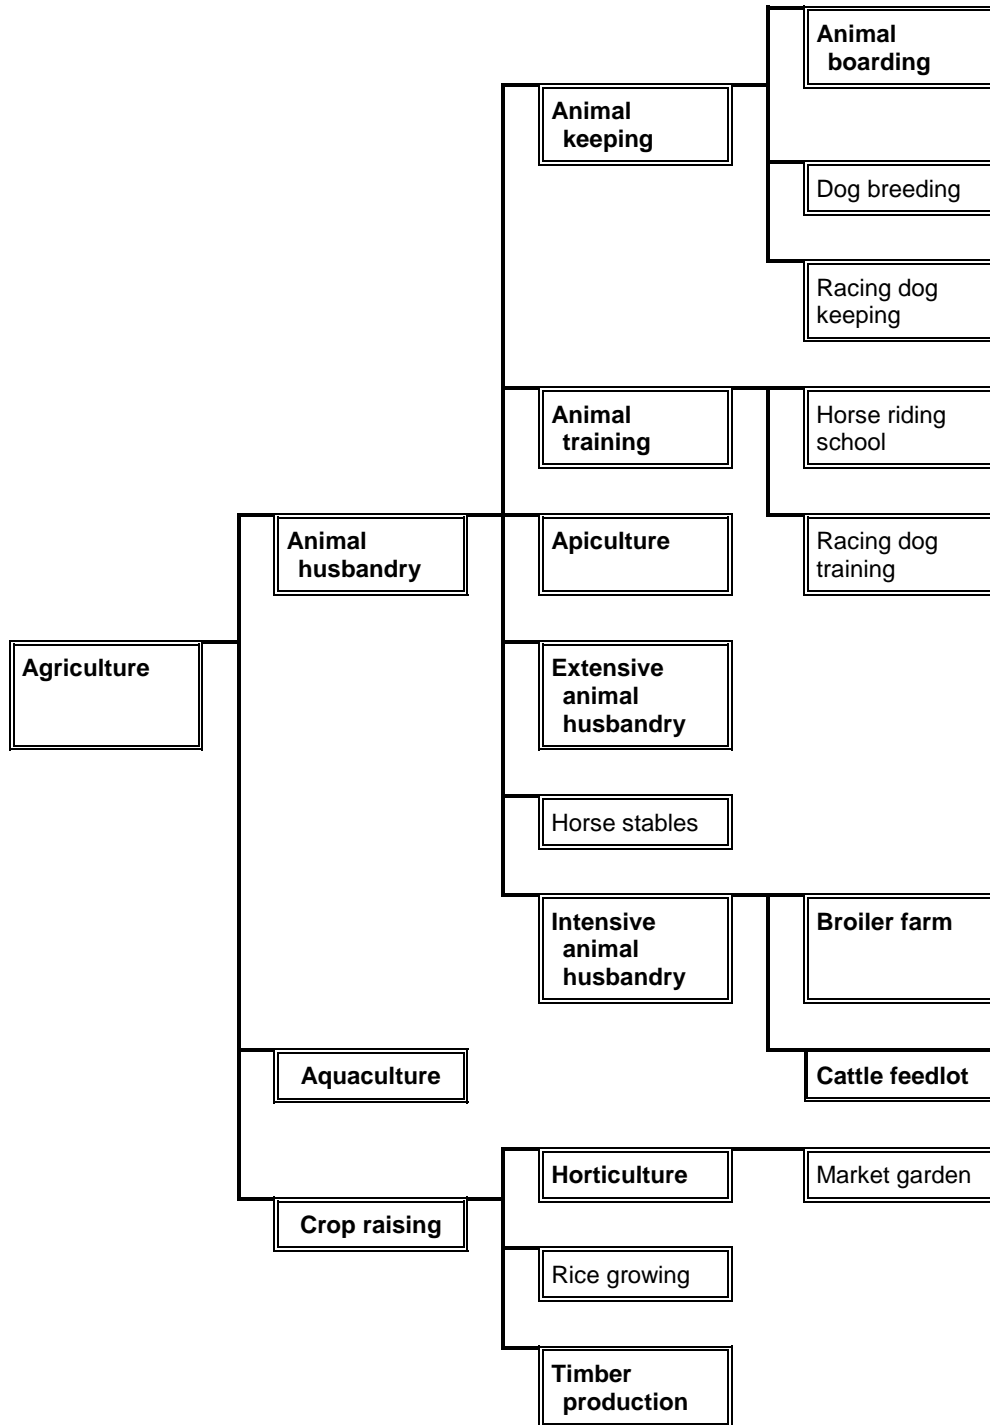 Animal
boarding
Animal
keeping
Dog breeding
Racing dog
keeping
Animal
training
Horse riding
school
Animal
husbandry
Apiculture
Racing dog
training
Agriculture
Extensive
animal
husbandry
Horse stables
Intensive
animal
husbandry
Broiler farm
Aquaculture
Cattle feedlot
Horticulture
Market garden
Crop raising
Rice growing
Timber
production